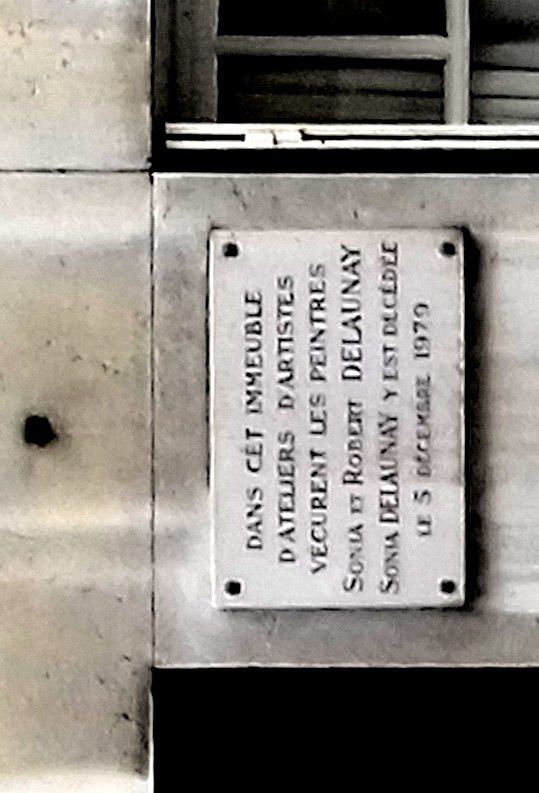 DANS CET IMMEUBLE
D'ATELIERS D'ARTISTES
VÉCURENT LES PEINTRES
SONIA ET ROBERT DELAUNAY
SONIA DELAUNAY Y EST DÉCÉDÉE
LE 5 DÉCEMBRE 1979